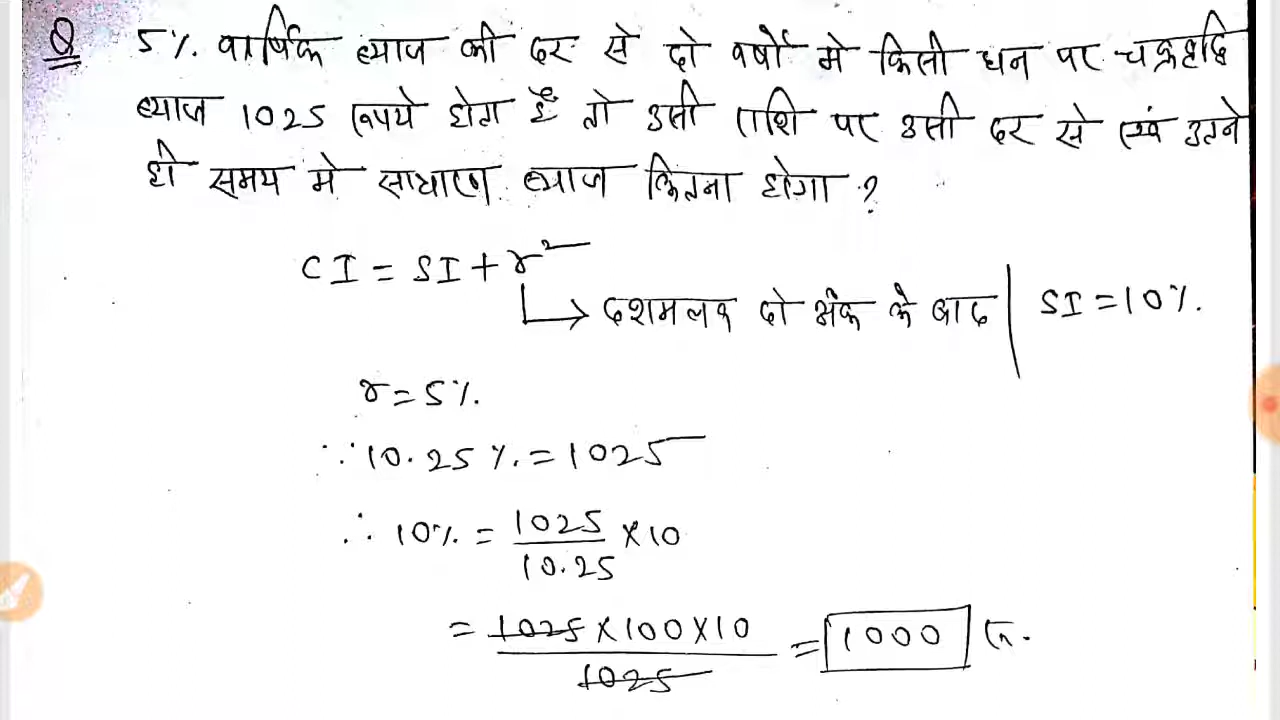 Q 5%. वार्षिक ब्याज की दर से दो वर्षों मे किसी धन पर चक्रवृद्धि
ब्याज 1025 रूपये होता है तो उसी राशि पर उसी दर से एवं उतने
ही समय मे साधारण ब्याज कितना होगा ?
CI = SI + r²
→ दशमलव दो अंक के बाद | SI = 10%.
r = 5%.
∵ 10.25 %. = 1025
∴ 10% = 1025/10.25 × 10
= 1025 × 100 × 10/1025 = 1000 रू.